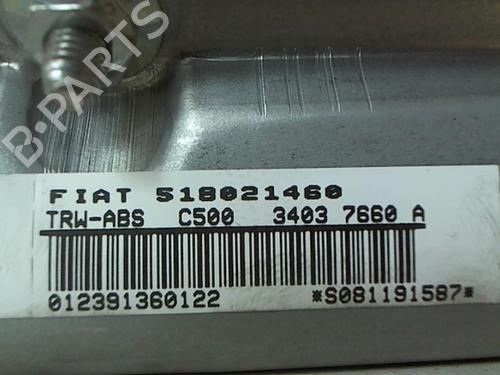 B-PARTS
FIAT 518021460
TRW-ABS C500 3403 7660 A
012391360122 *S081191587*